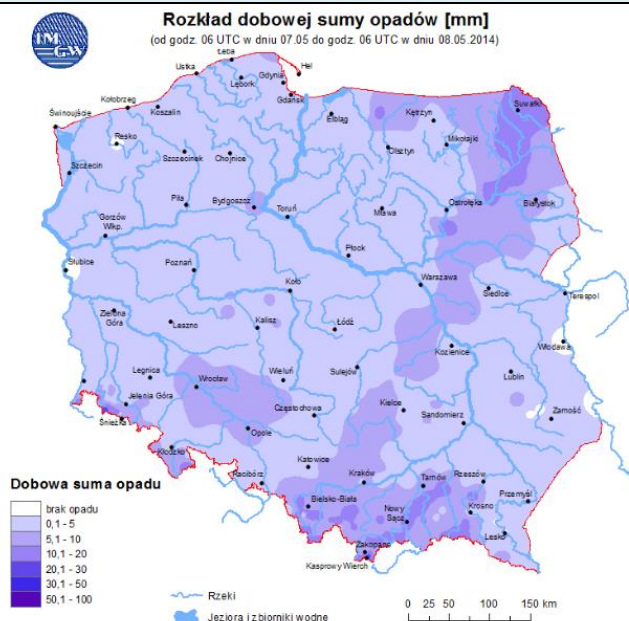 IM
GW
Rozkład dobowej sumy opadów [mm]
(od godz. 06 UTC w dniu 07.05 do godz. 06 UTC w dniu 08.05.2014)
Łeba
Hel
Ustka
Gdynia
Lębork
Gdańsk
Kołobrzeg
Koszalin
Świnoujście
Elbląg
Kętrzyn
Suwałki
Resko
Mikołajki
Szczecinek
Chojnice
Olsztyn
Szczecin
Piła
Bydgoszcz
Toruń
Mława
Ostrołęka
Białystok
Gorzów
Wlkp.
Płock
Słubice
Poznań
Koło
Warszawa
Siedlce
Terespol
Zielona
Góra
Leszno
Kalisz
Łódź
Kozienice
Włodawa
Legnica
Wrocław
Wieluń
Sulejów
Lublin
Jelenia Góra
Śnieżka
Częstochowa
Kielce
Sandomierz
Zamość
Opole
Kłodzko
Racibórz
Katowice
Kraków
Tarnów
Rzeszów
Przemyśl
Bielsko-Biała
Nowy
Sącz
Krosno
Lesko
Zakopane
Kasprowy Wierch
Dobowa suma opadu
brak opadu
0,1 - 5
5,1 - 10
10,1 - 20
20,1 - 30
30,1 - 50
50,1 - 100
Rzeki
Jeziora i zbiorniki wodne
0 25 50 100 150 km